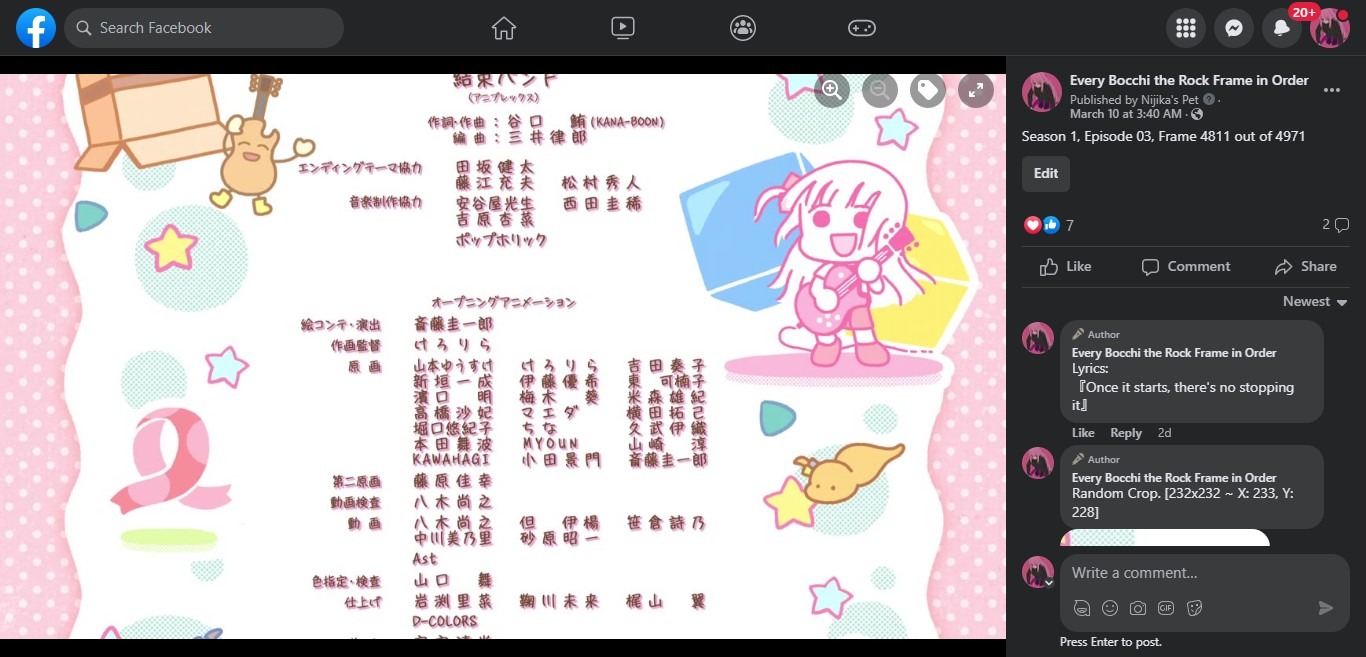 Search Facebook
20+
結束バンド
(アニプレックス)
作詞・作曲 : 谷口 鮪 (KANA-BOON)
編曲 : 三井律郎
エンディングテーマ協力 田坂健太
藤江充夫 松村秀人
音楽制作協力 安谷屋光生 西田圭稀
吉原杏菜
ポップホリック
オープニングアニメーション
絵コンテ・演出 斎藤圭一郎
作画監督 けろりら
原画 山本ゆうすけ けろりら 吉田奏子
新垣一成 伊藤優希 東 可楠子
濱口 明 梅木 葵 米森雄紀
高橋沙妃 マエダ 横田拓己
堀口悠紀子 ちな 久武伊織
本田舞波 MYOUN 山崎 淳
KAWAHAGI 小田景門 斎藤圭一郎
第二原画 藤原佳幸
動画検査 八木尚之
動画 八木尚之 但 伊楊 笹倉詩乃
中川美乃里 砂原昭一
Ast
色指定・検査 山口 舞
仕上げ 岩渕里菜 鞠川未来 梶山 翼
D-COLORS
Every Bocchi the Rock Frame in Order
Published by Nijika's Pet
March 10 at 3:40 AM ·
Season 1, Episode 03, Frame 4811 out of 4971
Edit
7
2
Like Comment Share
Newest
Author
Every Bocchi the Rock Frame in Order
Lyrics:
『Once it starts, there's no stopping
it』
Like Reply 2d
Author
Every Bocchi the Rock Frame in Order
Random Crop. [232x232 ~ X: 233, Y:
228]
Write a comment...
GIF
Press Enter to post.